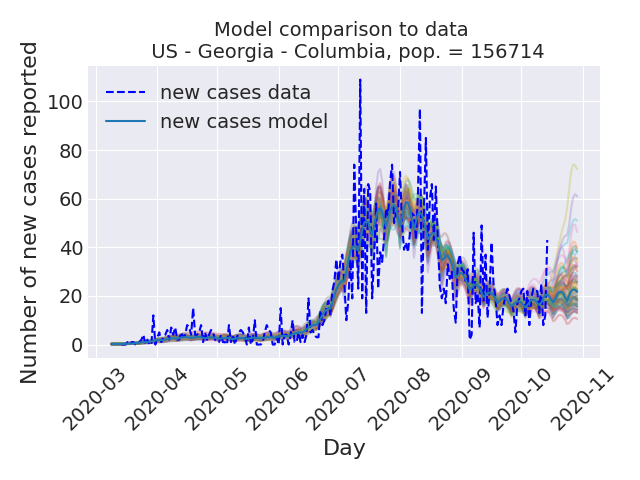 Model comparison to data
US - Georgia - Columbia, pop. = 156714
Number of new cases reported
new cases data
new cases model
100
80
60
40
20
0
2020-03
2020-04
2020-05
2020-06
2020-07
2020-08
2020-09
2020-10
2020-11
Day